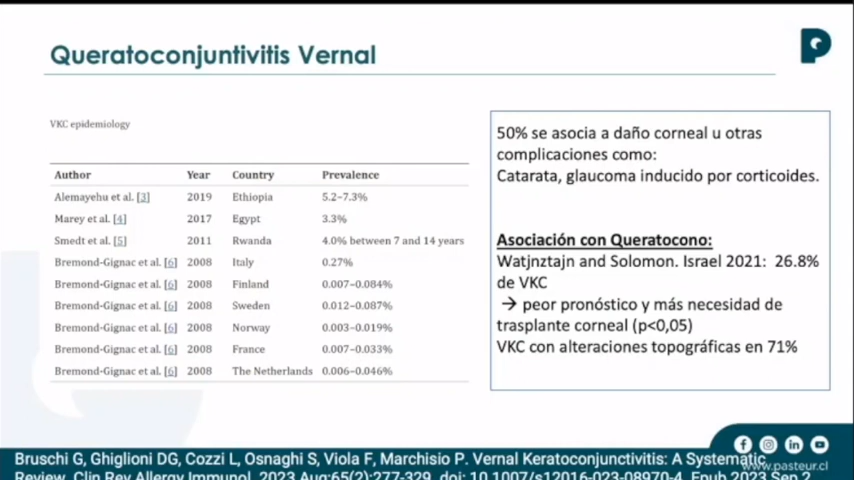 Queratoconjuntivitis Vernal
VKC epidemiology
Author Year Country Prevalence
Alemayehu et al. [3] 2019 Ethiopia 5.2–7.3%
Marey et al. [4] 2017 Egypt 3.3%
Smedt et al. [5] 2011 Rwanda 4.0% between 7 and 14 years
Bremond-Gignac et al. [6] 2008 Italy 0.27%
Bremond-Gignac et al. [6] 2008 Finland 0.007–0.084%
Bremond-Gignac et al. [6] 2008 Sweden 0.012–0.087%
Bremond-Gignac et al. [6] 2008 Norway 0.003–0.019%
Bremond-Gignac et al. [6] 2008 France 0.007–0.033%
Bremond-Gignac et al. [6] 2008 The Netherlands 0.006–0.046%
50% se asocia a daño corneal u otras
complicaciones como:
Catarata, glaucoma inducido por corticoides.
Asociación con Queratocono:
Watjnztajn and Solomon. Israel 2021: 26.8%
de VKC
→ peor pronóstico y más necesidad de
trasplante corneal (p<0,05)
VKC con alteraciones topográficas en 71%
Bruschi G, Ghiglioni DG, Cozzi L, Osnaghi S, Viola F, Marchisio P. Vernal Keratoconjunctivitis: A Systematic
www.pasteur.cl
Review. Clin Rev Allergy Immunol. 2023 Aug;65(2):277-329. doi: 10.1007/s12016-023-08970-4. Epub 2023 Sep 2